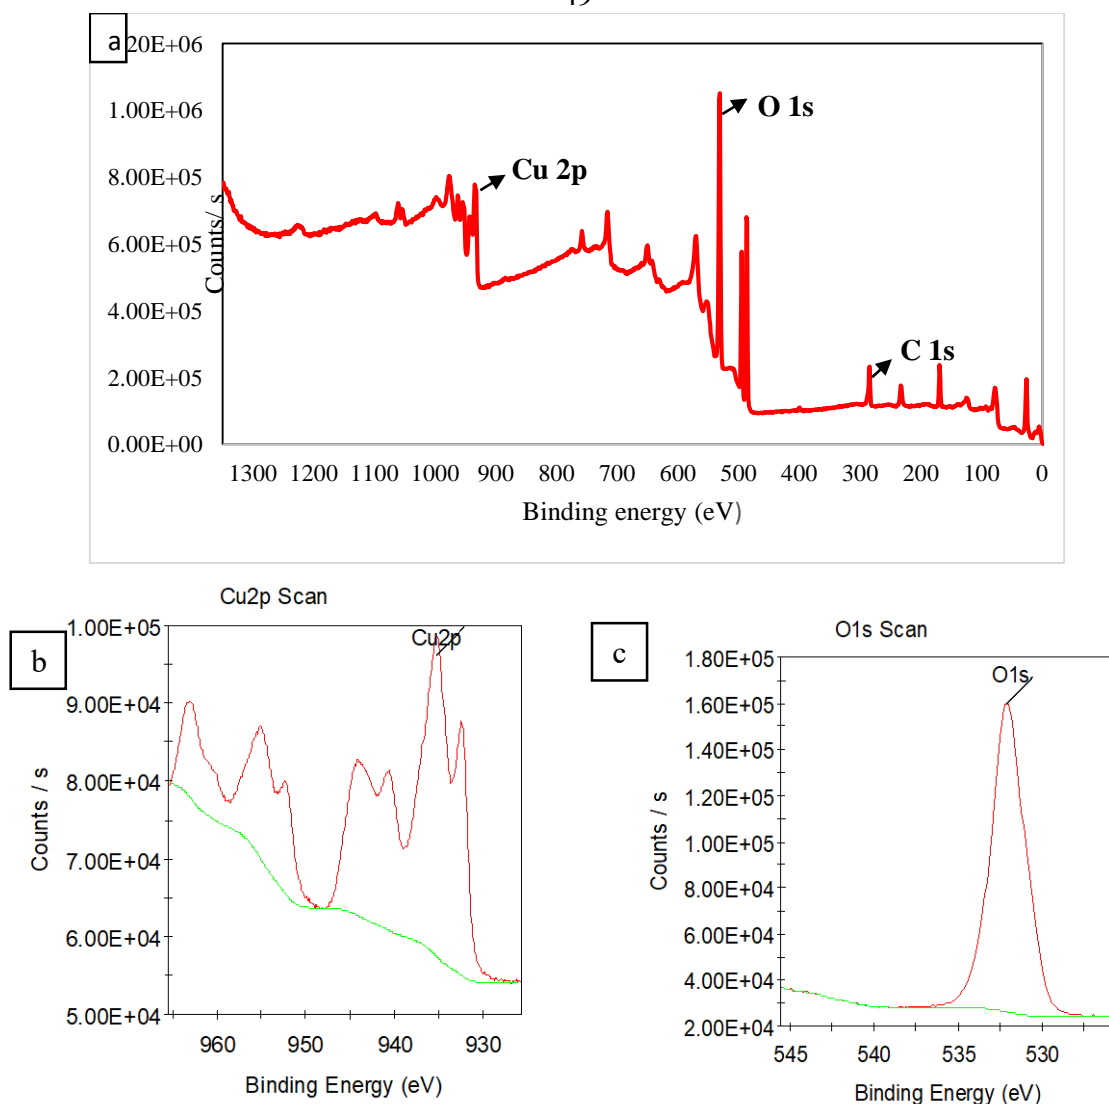 a
20E+06
1.00E+06
8.00E+05
6.00E+05
4.00E+05
2.00E+05
0.00E+00
Counts/ s
O 1s
Cu 2p
C 1s
1300 1200 1100 1000 900 800 700 600 500 400 300 200 100 0
Binding energy (eV)
b
Cu2p Scan
1.00E+05
9.00E+04
8.00E+04
7.00E+04
6.00E+04
5.00E+04
Counts / s
Cu2p
960 950 940 930
Binding Energy (eV)
c
O1s Scan
1.80E+05
1.60E+05
1.40E+05
1.20E+05
1.00E+05
8.00E+04
6.00E+04
4.00E+04
2.00E+04
Counts / s
O1s
545 540 535 530
Binding Energy (eV)